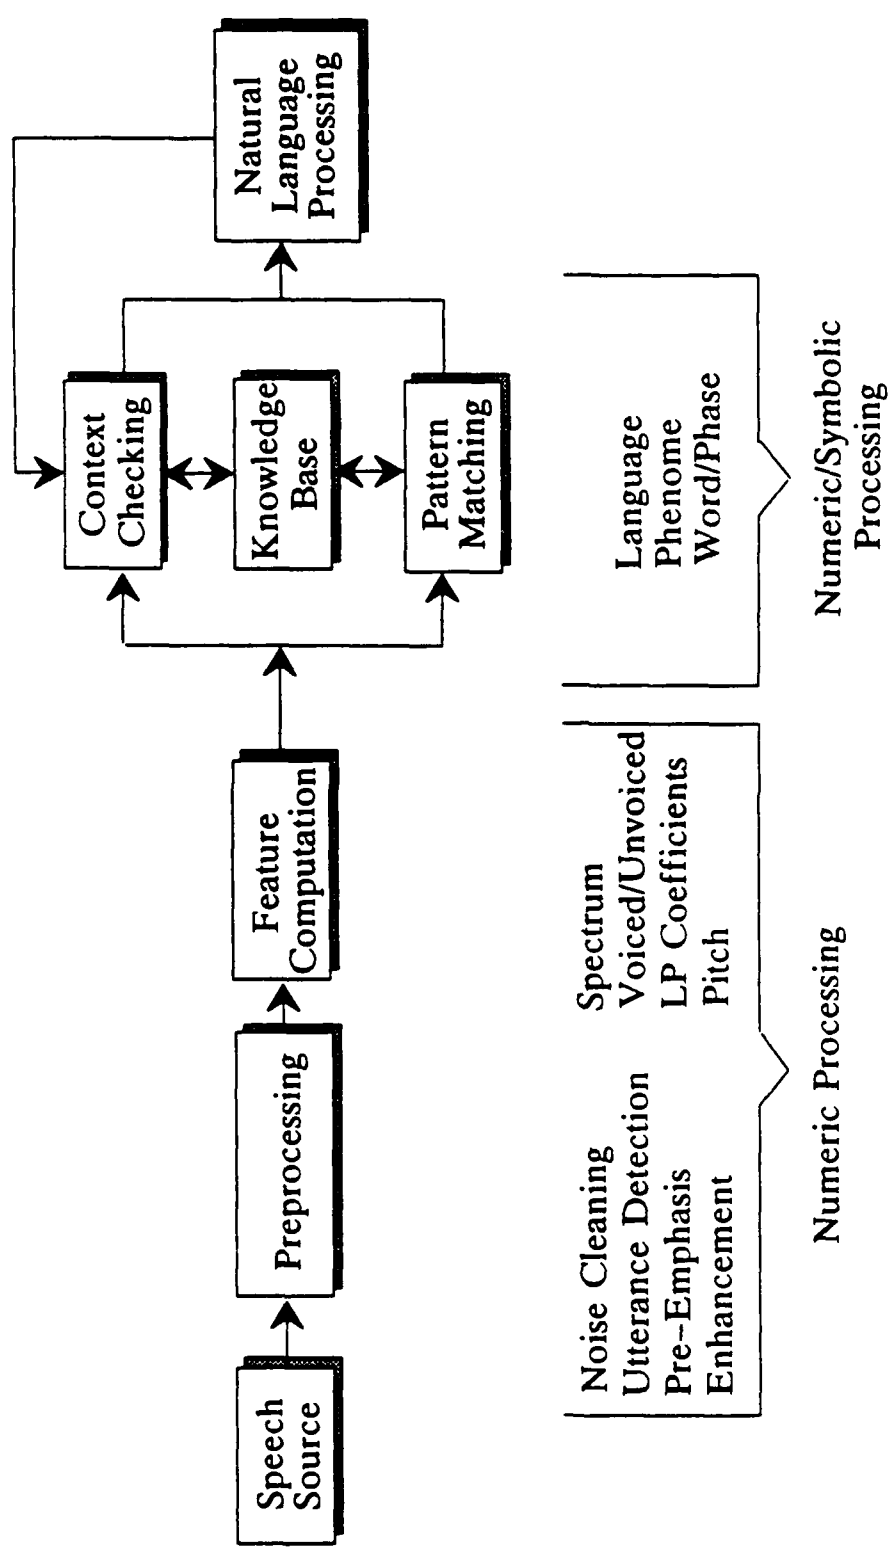 Speech
Source
Preprocessing
Feature
Computation
Context
Checking
Knowledge
Base
Pattern
Matching
Natural
Language
Processing
Noise Cleaning
Utterance Detection
Pre-Emphasis
Enhancement
Spectrum
Voiced/Unvoiced
LP Coefficients
Pitch
Language
Phenome
Word/Phase
Numeric Processing
Numeric/Symbolic
Processing